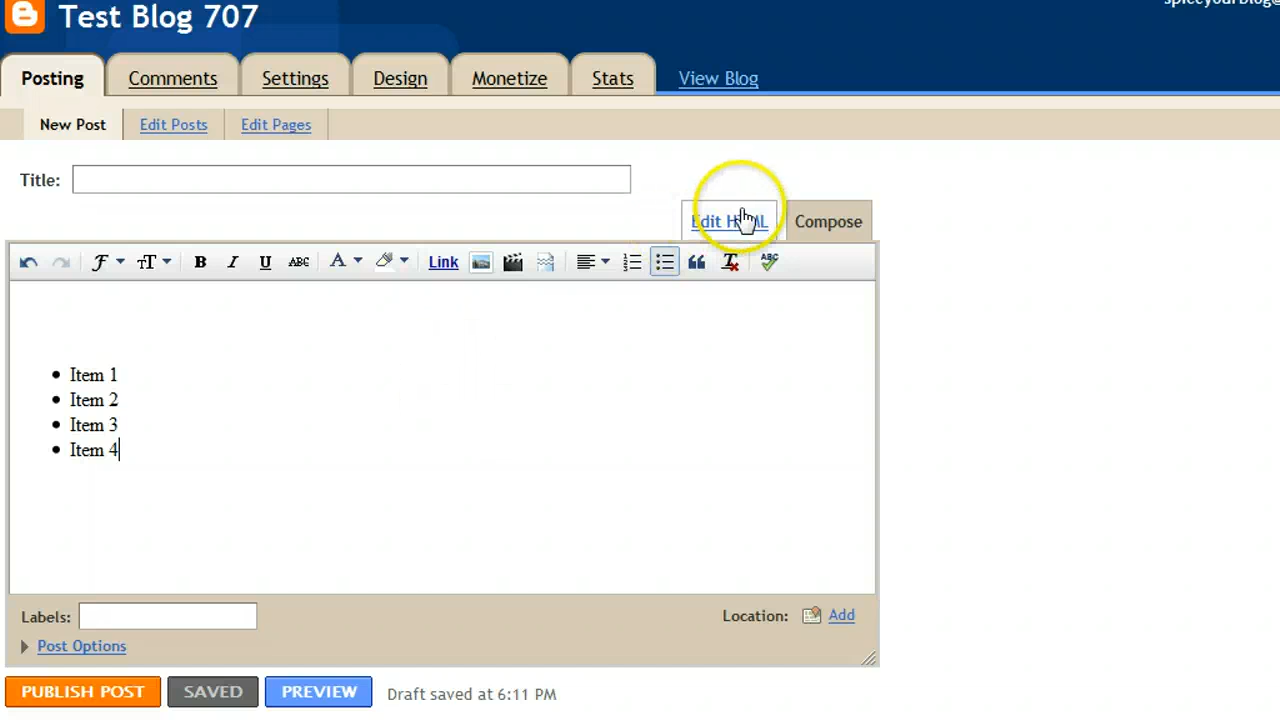 Test Blog 707
Posting Comments Settings Design Monetize Stats View Blog
New Post Edit Posts Edit Pages
Title:
Edit HTML Compose
Link
Item 1
Item 2
Item 3
Item 4
Labels:
Location: Add
Post Options
PUBLISH POST SAVED PREVIEW Draft saved at 6:11 PM